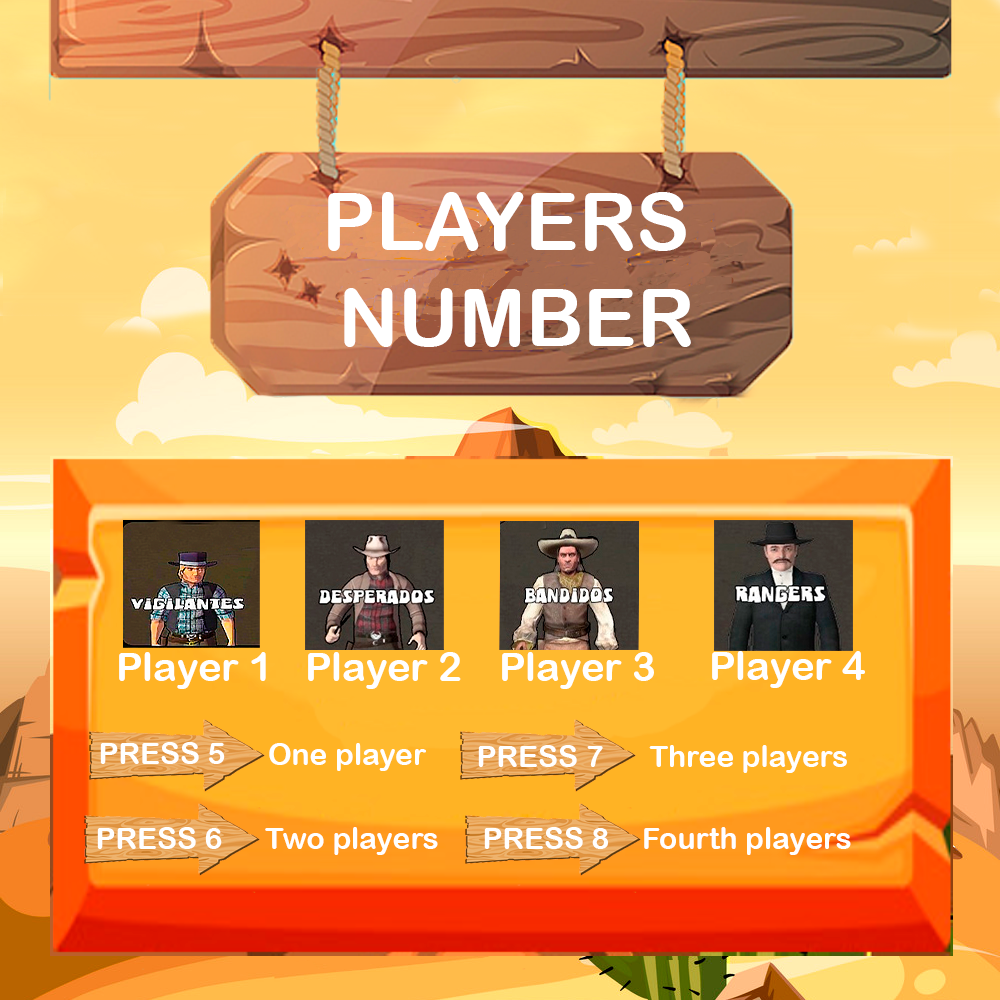 PLAYERS
NUMBER
VIGILANTES
DESPERADOS
BANDIDOS
RANGERS
Player 1
Player 2
Player 3
Player 4
PRESS 5
One player
PRESS 7
Three players
PRESS 6
Two players
PRESS 8
Fourth players